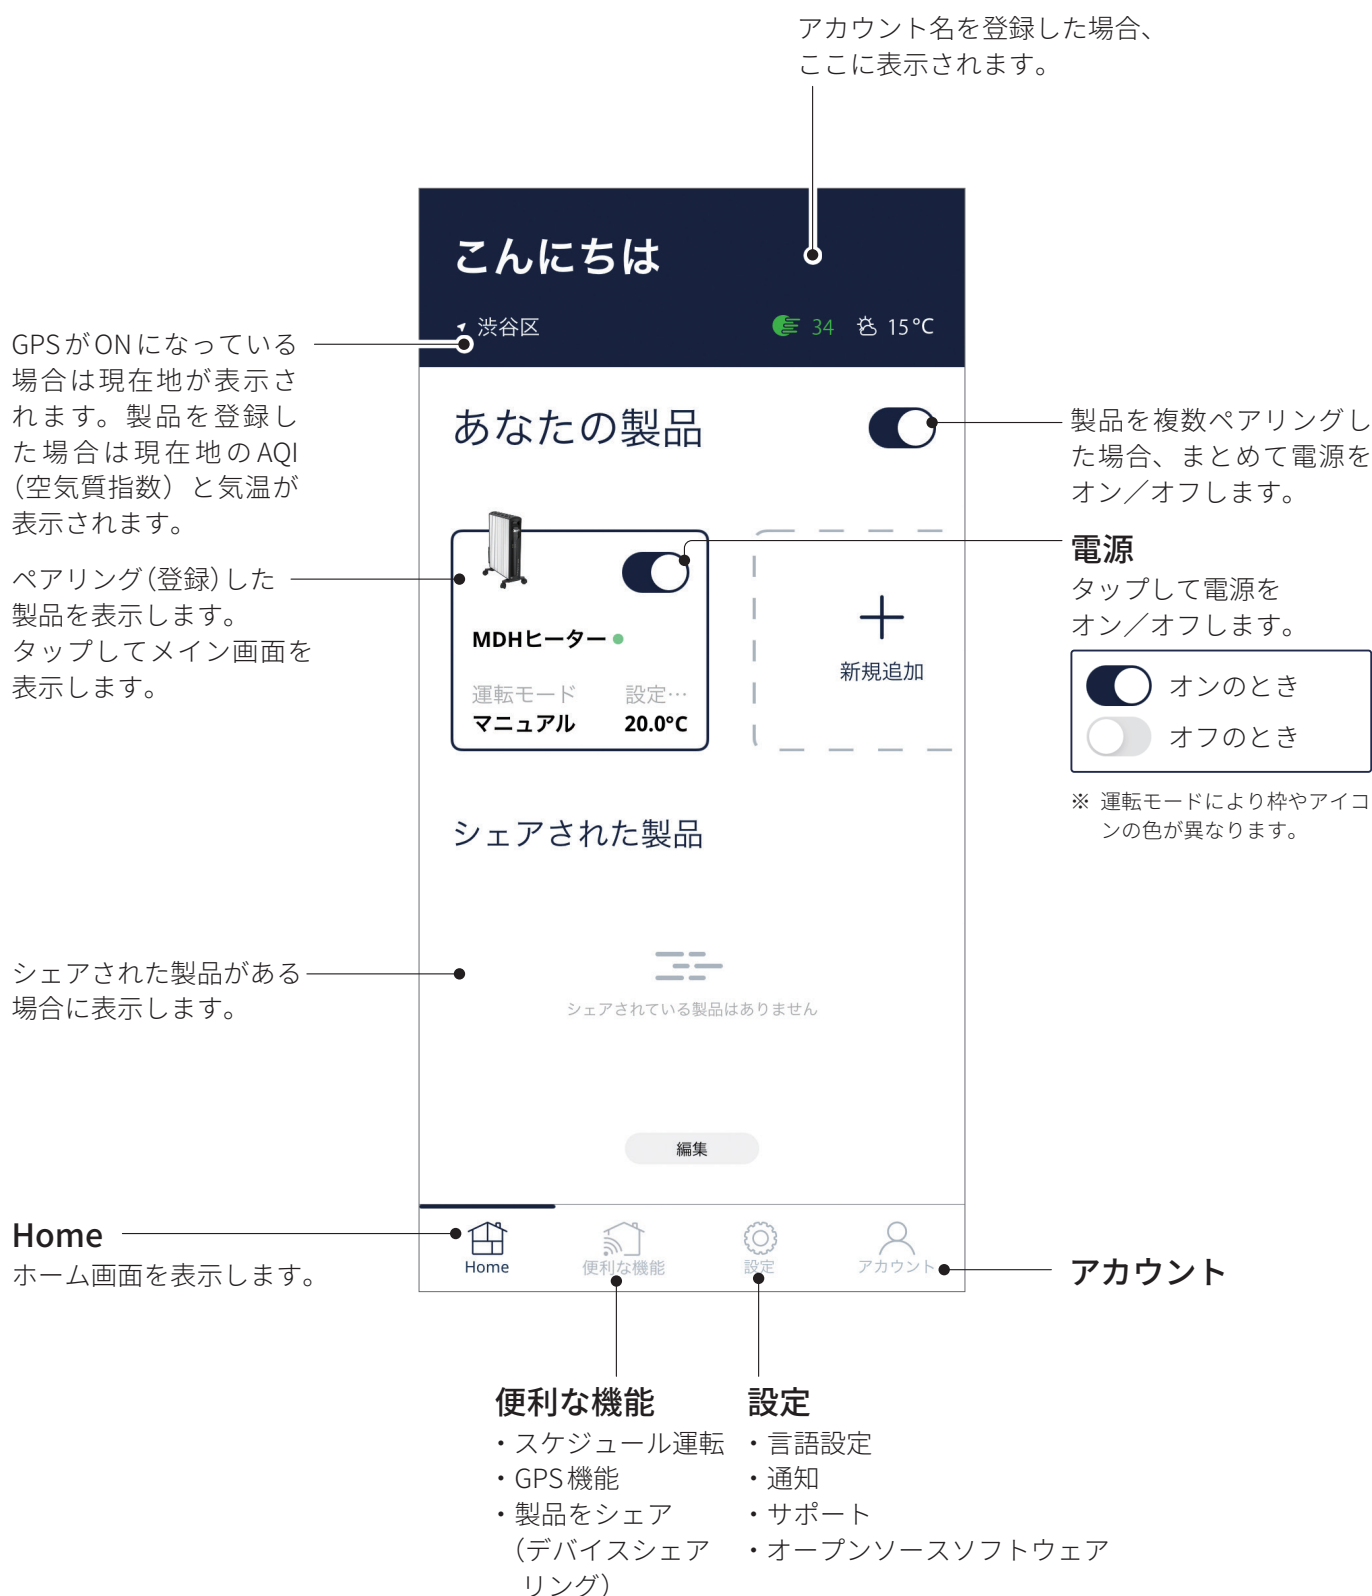 アカウント名を登録した場合、
ここに表示されます。
こんにちは
渋谷区
34
15°C
GPSがONになっている
場合は現在地が表示さ
れます。製品を登録し
た場合は現在地のAQI
（空気質指数）と気温が
表示されます。
あなたの製品
製品を複数ペアリングし
た場合、まとめて電源を
オン／オフします。
ペアリング（登録）した
製品を表示します。
タップしてメイン画面を
表示します。
MDHヒーター
運転モード 設定…
マニュアル 20.0°C
新規追加
電源
タップして電源を
オン／オフします。
オンのとき
オフのとき
※ 運転モードにより枠やアイコ
ンの色が異なります。
シェアされた製品
シェアされた製品がある
場合に表示します。
シェアされている製品はありません
編集
Home
ホーム画面を表示します。
Home
便利な機能
設定
アカウント
アカウント
便利な機能
・スケジュール運転
・GPS機能
・製品をシェア
（デバイスシェア
リング）
設定
・言語設定
・通知
・サポート
・オープンソースソフトウェア